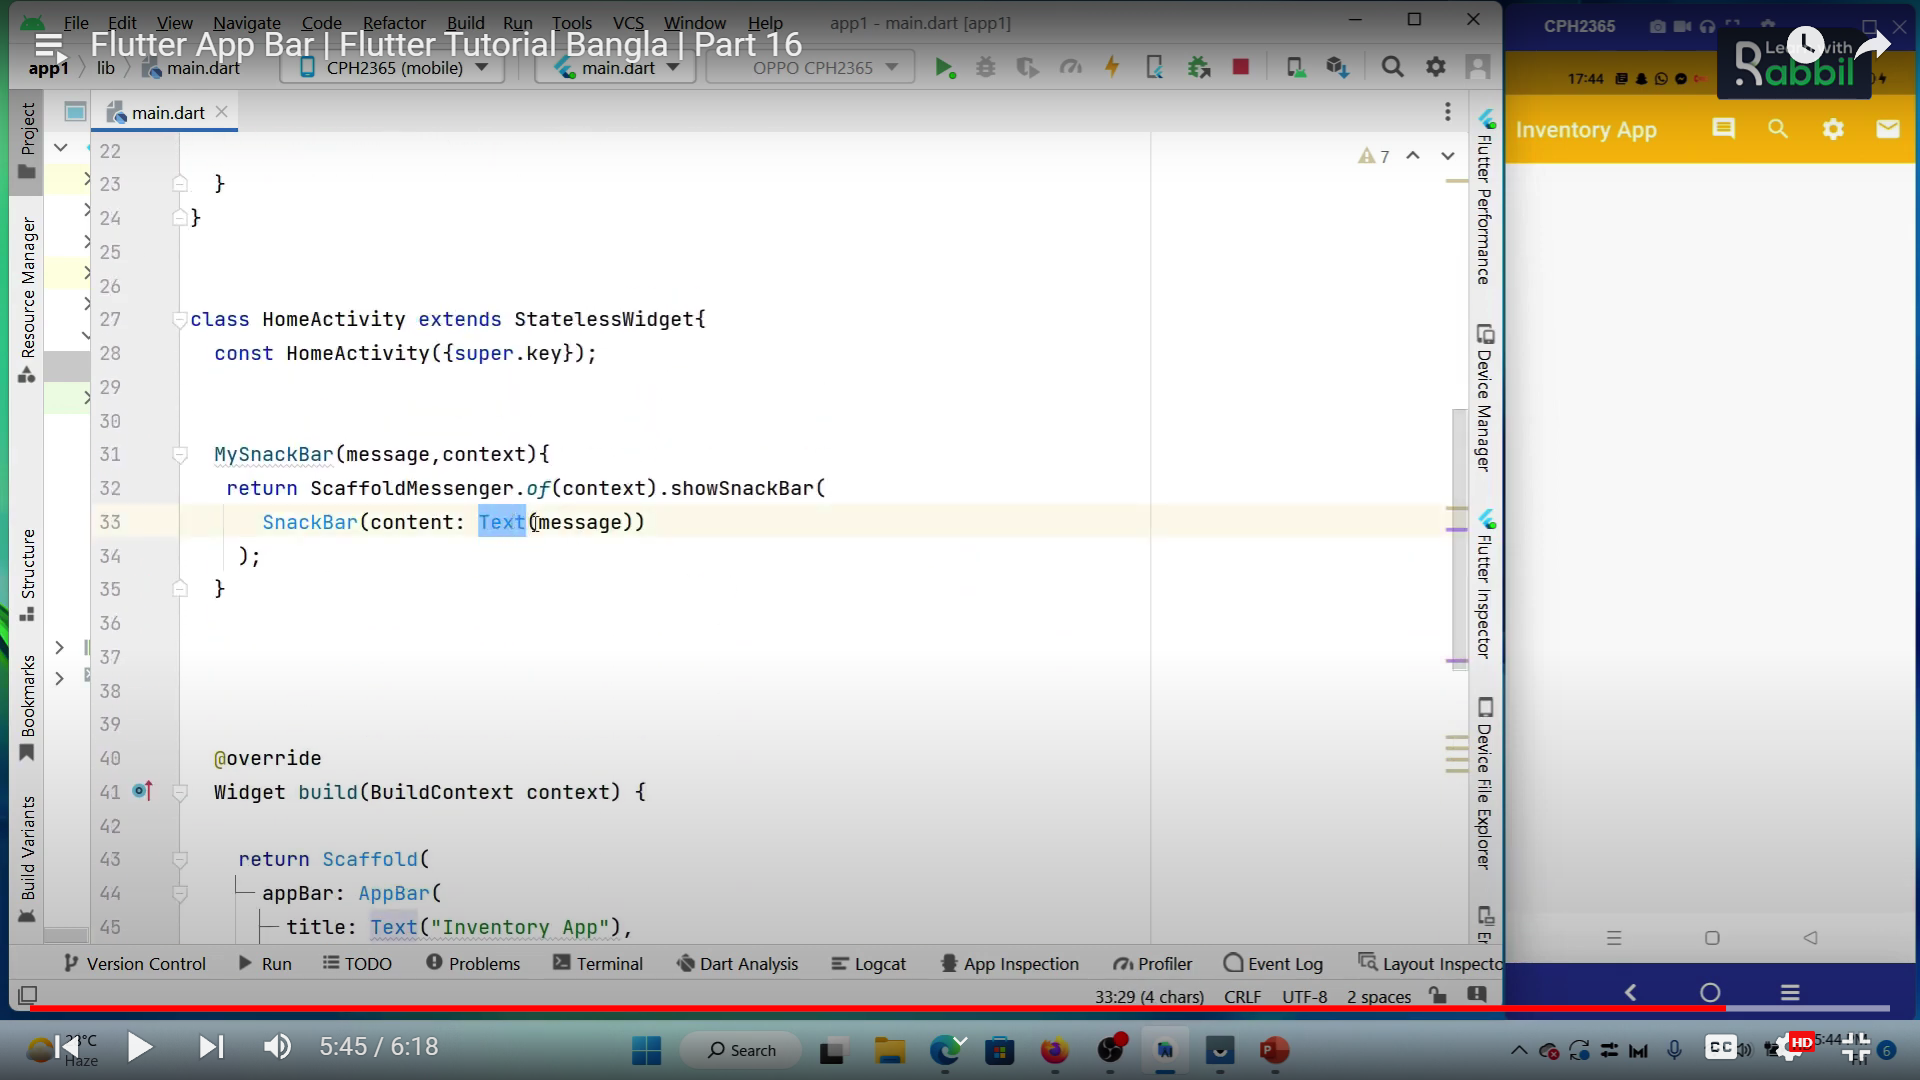 File Edit View Navigate Code Refactor Build Run Tools VCS Window Help app1 - main.dart [app1]
Flutter App Bar | Flutter Tutorial Bangla | Part 16
app1 lib main.dart CPH2365 (mobile) main.dart OPPO CPH2365
main.dart
Project
Resource Manager
Structure
Bookmarks
Build Variants
7
22
23 }
24 }
25
26
27 class HomeActivity extends StatelessWidget{
28 const HomeActivity({super.key});
29
30
31 MySnackBar(message,context){
32 return ScaffoldMessenger.of(context).showSnackBar(
33 SnackBar(content: Text(message))
34 );
35 }
36
37
38
39
40 @override
41 Widget build(BuildContext context) {
42
43 return Scaffold(
44 appBar: AppBar(
45 title: Text("Inventory App"),
Flutter Performance
Device Manager
Flutter Inspector
Device File Explorer
Version Control Run TODO Problems Terminal Dart Analysis Logcat App Inspection Profiler Event Log Layout Inspecto
33:29 (4 chars) CRLF UTF-8 2 spaces
CPH2365
Learn with
Rabbil
17:44
Inventory App
Haze
5:45 / 6:18
Search
CC
HD
6